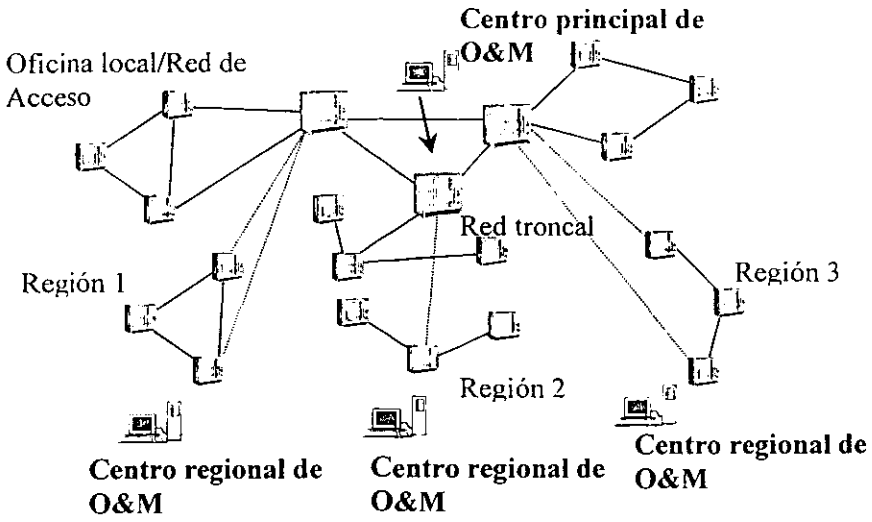 Centro principal de
O&M
Oficina local/Red de
Acceso
Red troncal
Región 1
Región 3
Región 2
Centro regional de
O&M
Centro regional de
O&M
Centro regional de
O&M